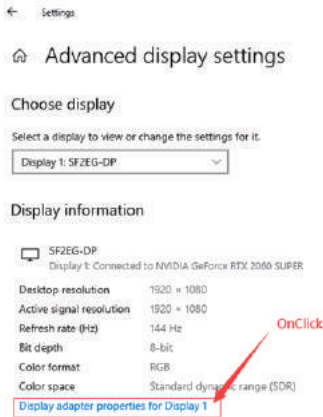 ← Settings
Advanced display settings
Choose display
Select a display to view or change the settings for it.
Display 1: SF2EG-DP
Display information
SF2EG-DP
Display 1: Connected to NVIDIA GeForce RTX 2060 SUPER
Desktop resolution 1920 × 1080
Active signal resolution 1920 × 1080
Refresh rate (Hz) 144 Hz
OnClick
Bit depth 8-bit
Color format RGB
Color space Standard dynamic range (SDR)
Display adapter properties for Display 1